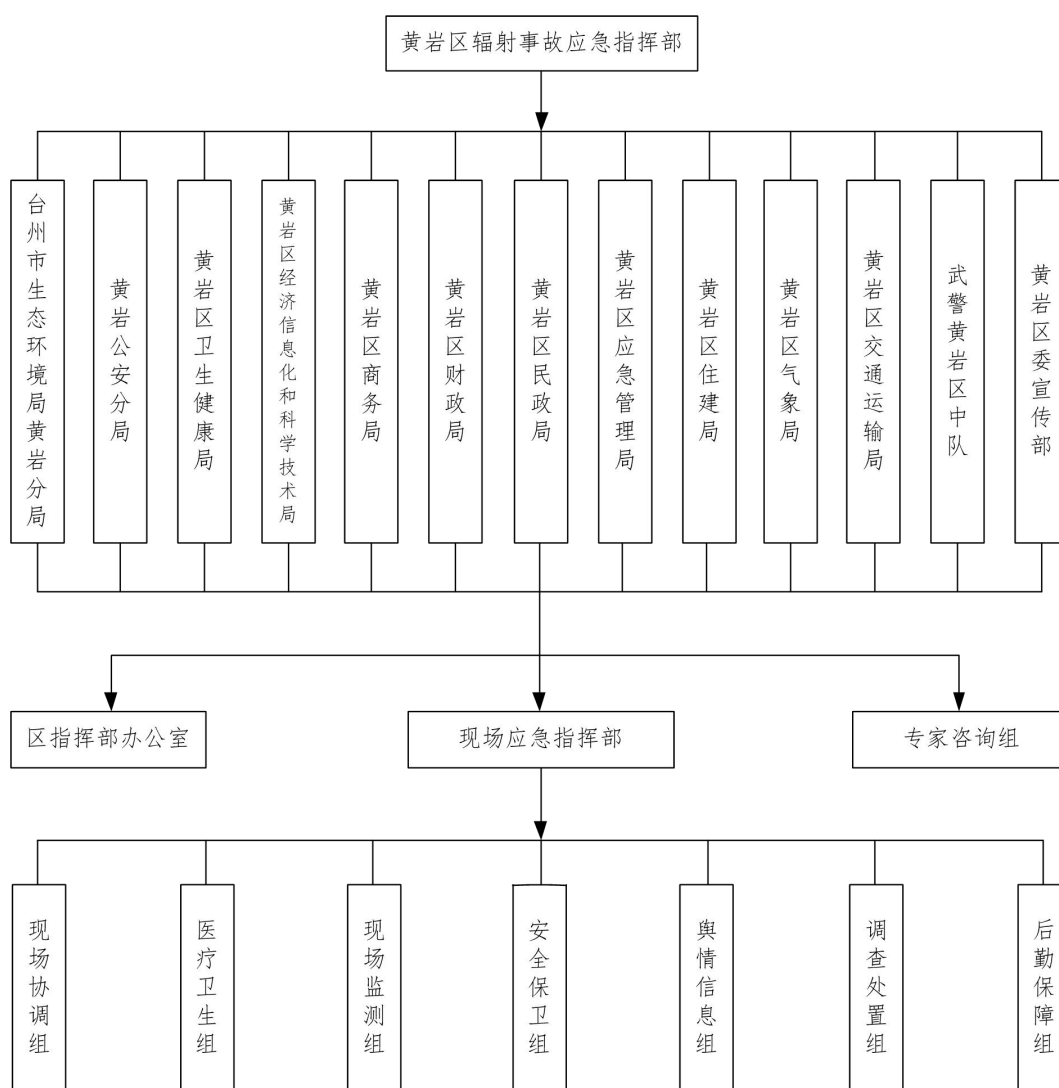 黄岩区辐射事故应急指挥部
台州市生态环境局黄岩分局
黄岩公安分局
黄岩区卫生健康局
黄岩区经济信息化和科学技术局
黄岩区商务局
黄岩区财政局
黄岩区民政局
黄岩区应急管理局
黄岩区住建局
黄岩区气象局
黄岩区交通运输局
武警黄岩区中队
黄岩区委宣传部
区指挥部办公室
现场应急指挥部
专家咨询组
现场协调组
医疗卫生组
现场监测组
安全保卫组
舆情信息组
调查处置组
后勤保障组